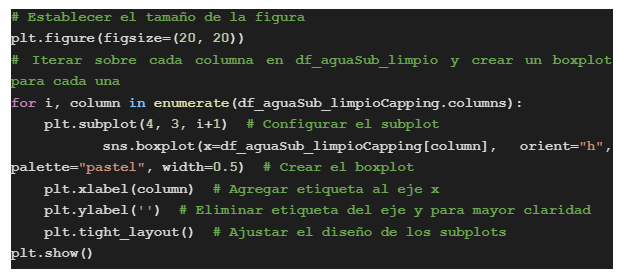 # Establecer el tamaño de la figura
plt.figure(figsize=(20, 20))
# Iterar sobre cada columna en df_aguaSub_limpio y crear un boxplot
para cada una
for i, column in enumerate(df_aguaSub_limpioCapping.columns):
    plt.subplot(4, 3, i+1)  # Configurar el subplot
        sns.boxplot(x=df_aguaSub_limpioCapping[column], orient="h",
palette="pastel", width=0.5)  # Crear el boxplot
    plt.xlabel(column)  # Agregar etiqueta al eje x
    plt.ylabel('')  # Eliminar etiqueta del eje y para mayor claridad
    plt.tight_layout()  # Ajustar el diseño de los subplots
plt.show()